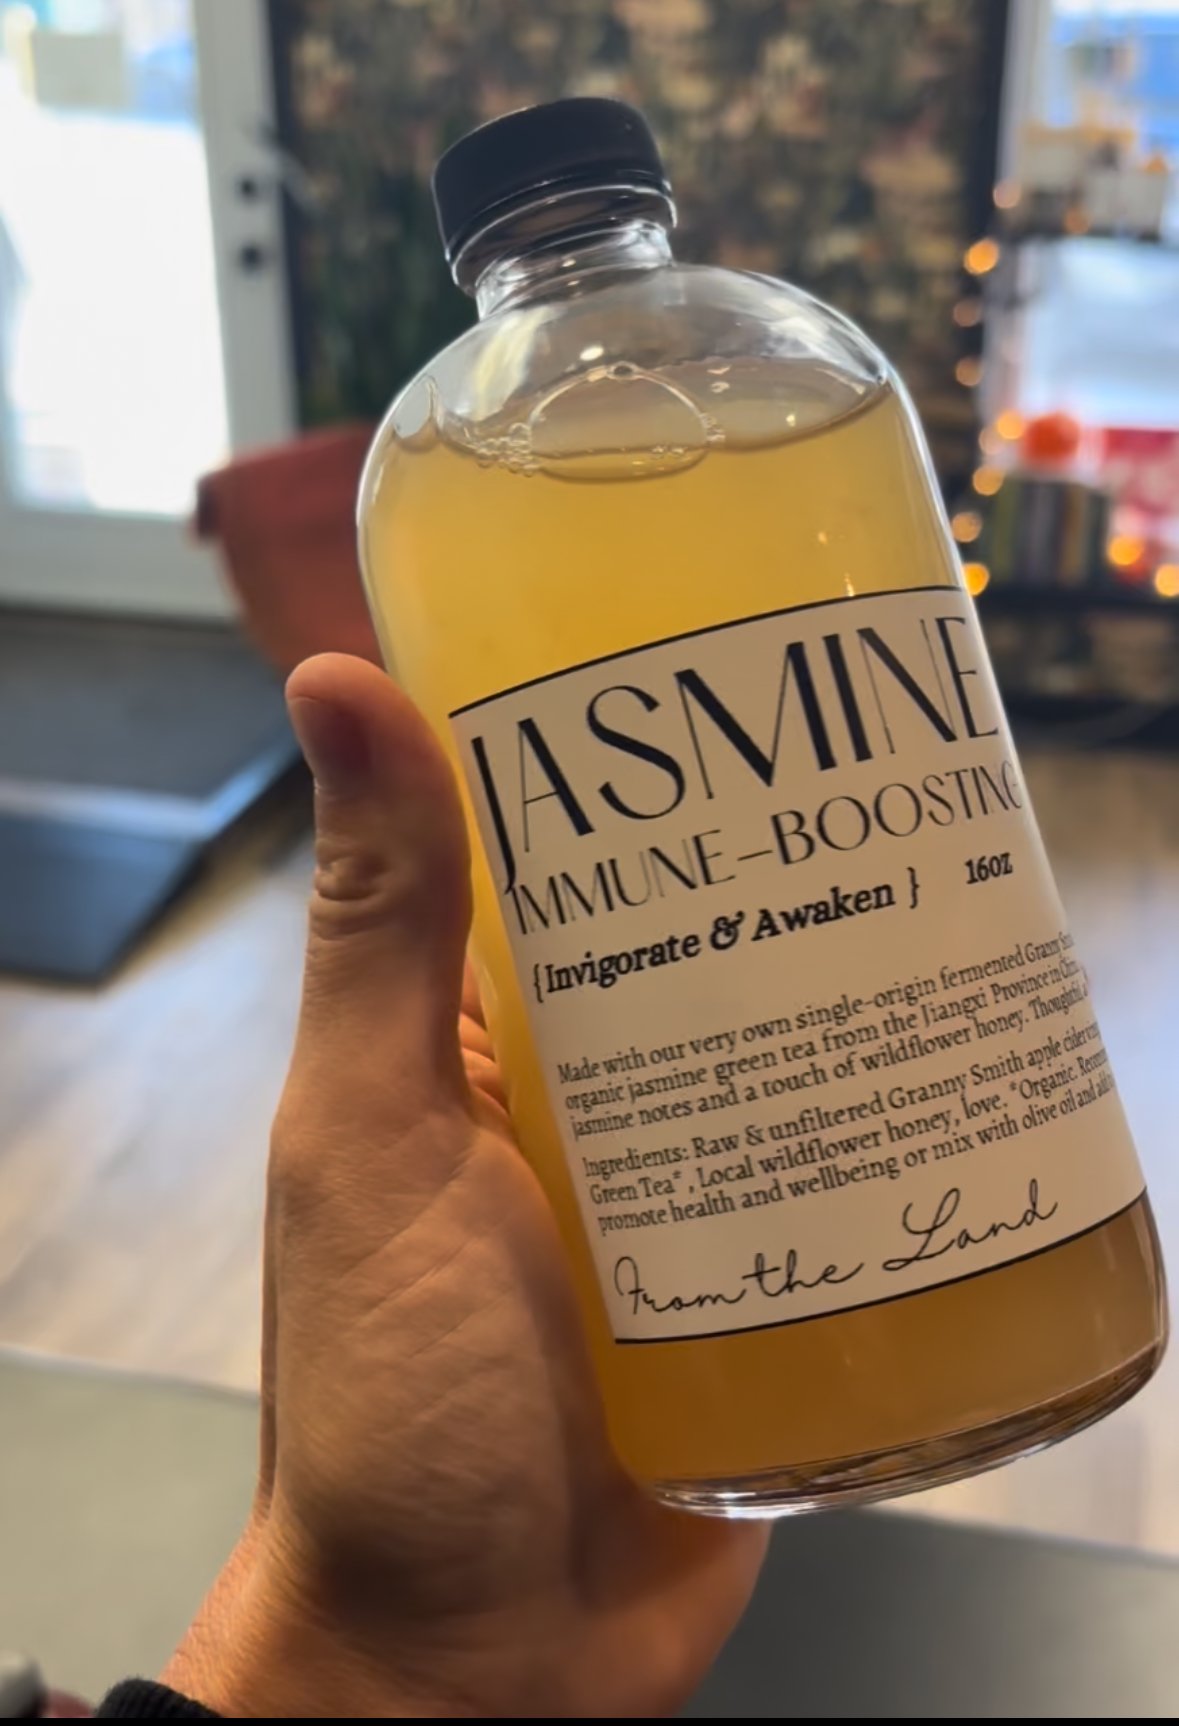 JASMINE
IMMUNE-BOOSTING
{ Invigorate & Awaken } 16OZ
Made with our very own single-origin fermented Granny
organic jasmine green tea from the Jiangxi Province in
jasmine notes and a touch of wildflower honey. Thoughtful,
Ingredients: Raw & unfiltered Granny Smith apple cider
Green Tea* , Local wildflower honey, love. *Organic.
promote health and wellbeing or mix with olive oil and
From the Land